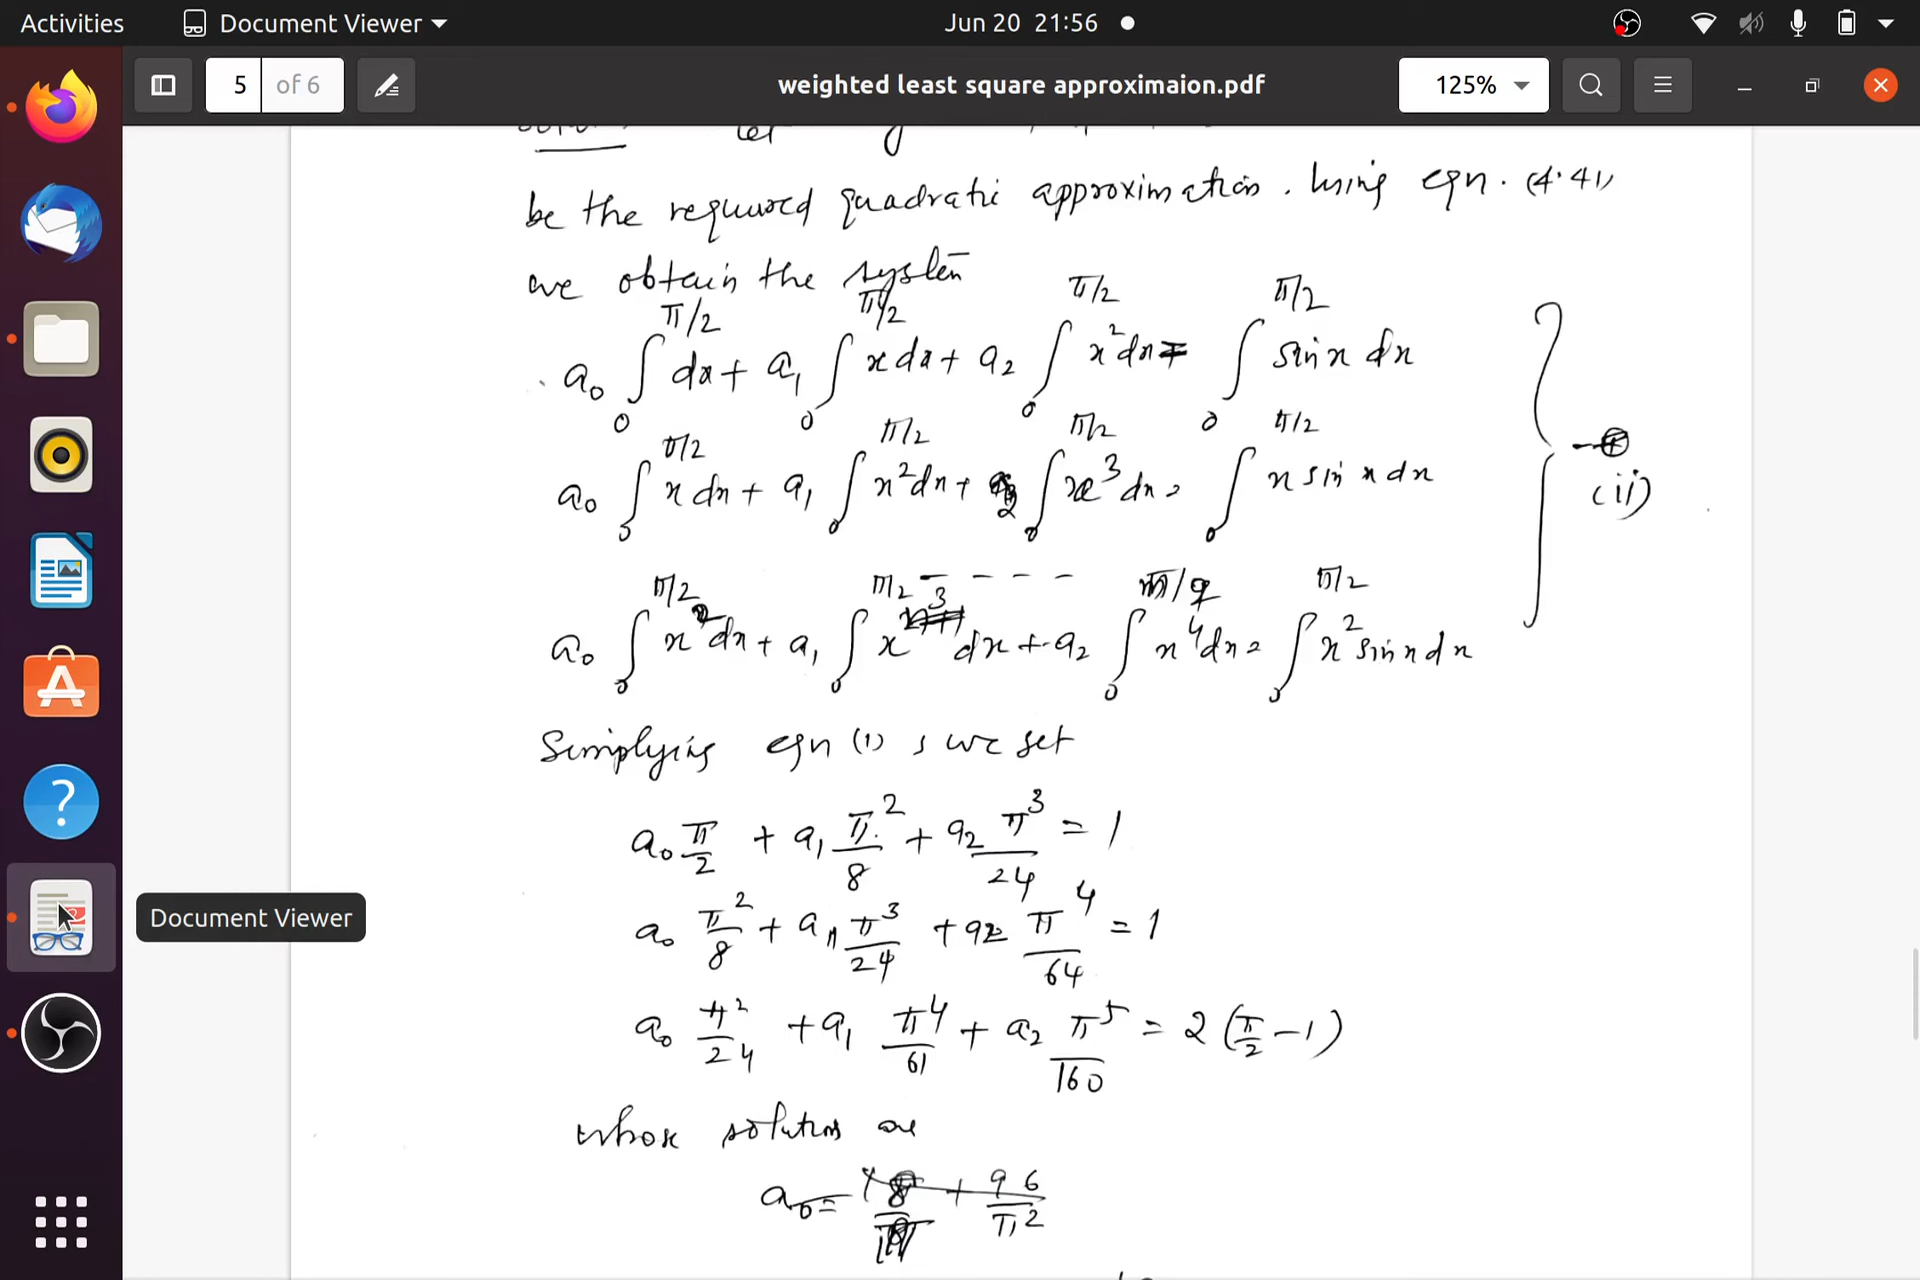 Activities Document Viewer Jun 20 21:56
5 of 6 weighted least square approximaion.pdf 125%
be the required quadratic approximation. Using eqn. (4.41)
we obtain the system
a₀ ∫₀^{π/2} dx + a₁ ∫₀^{π/2} x dx + a₂ ∫₀^{π/2} x² dx = ∫₀^{π/2} sin x dx
a₀ ∫₀^{π/2} x dx + a₁ ∫₀^{π/2} x² dx + a₂ ∫₀^{π/2} x³ dx = ∫₀^{π/2} x sin x dx
(ii)
a₀ ∫₀^{π/2} x² dx + a₁ ∫₀^{π/2} x³ dx + a₂ ∫₀ x⁴ dx = ∫₀^{π/2} x² sin x dx
Simplying eqn (1), we get
a₀ π/2 + a₁ π²/8 + a₂ π³/24 = 1
a₀ π²/8 + a₁ π³/24 + a₂ π⁴/64 = 1
Document Viewer
a₀ π²/24 + a₁ π⁴/61 + a₂ π⁵/160 = 2 (π/2 − 1)
whose solutions are
a₀ = + 96/π²